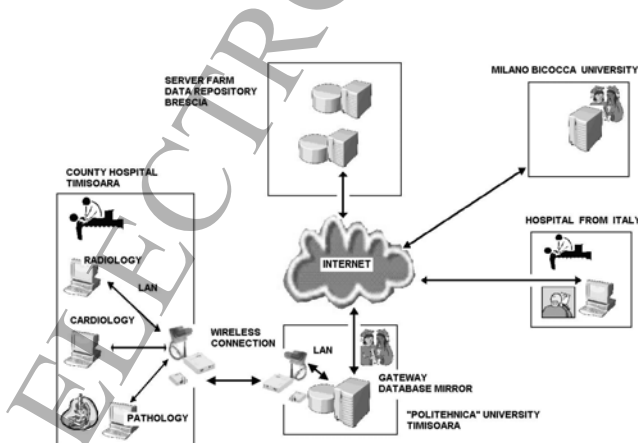 SERVER FARM
DATA REPOSITORY
BRESCIA
MILANO BICOCCA UNIVERSITY
COUNTY HOSPITAL
TIMISOARA
RADIOLOGY
LAN
CARDIOLOGY
PATHOLOGY
WIRELESS
CONNECTION
INTERNET
HOSPITAL FROM ITALY
LAN
GATEWAY
DATABASE MIRROR
"POLITEHNICA" UNIVERSITY
TIMISOARA
ELECTRO